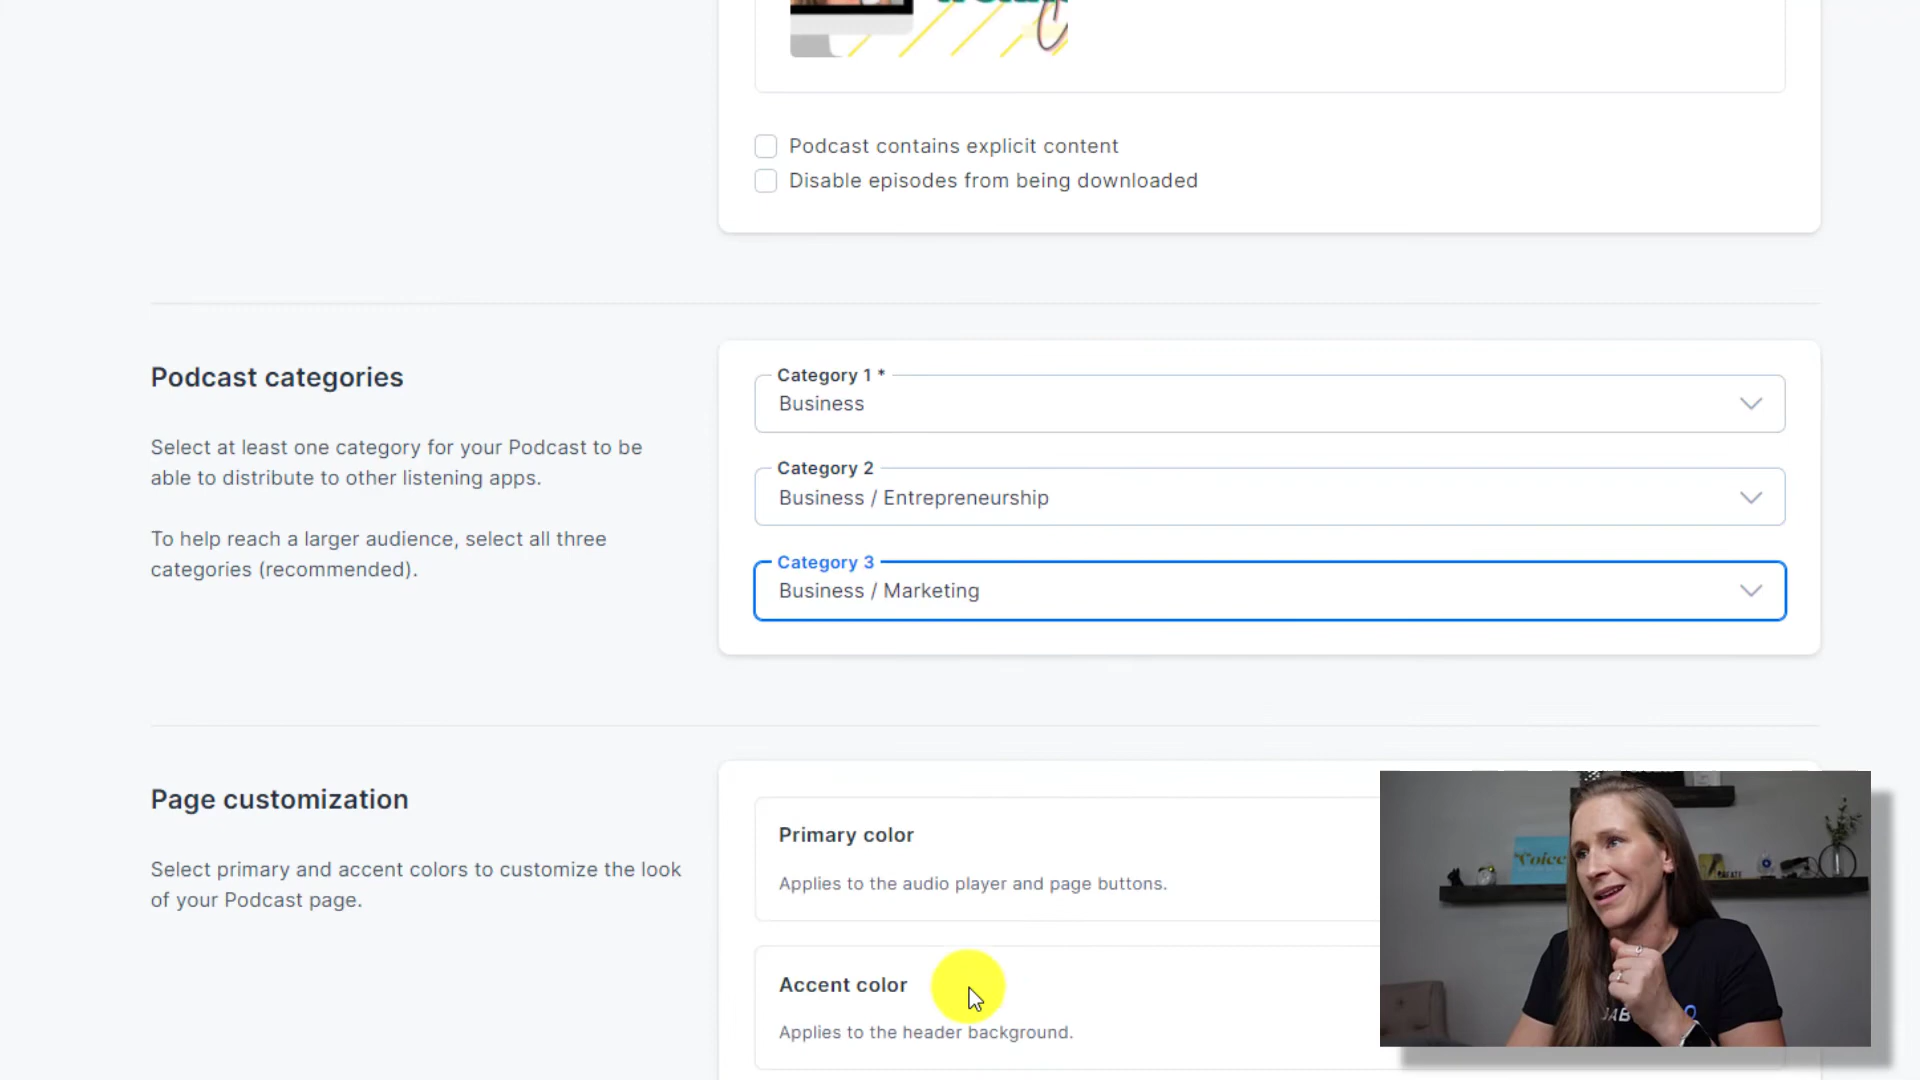 Podcast contains explicit content
Disable episodes from being downloaded
Podcast categories
Select at least one category for your Podcast to be
able to distribute to other listening apps.
To help reach a larger audience, select all three
categories (recommended).
Category 1 *
Business
Category 2
Business / Entrepreneurship
Category 3
Business / Marketing
Page customization
Select primary and accent colors to customize the look
of your Podcast page.
Primary color
Applies to the audio player and page buttons.
Accent color
Applies to the header background.
Voice